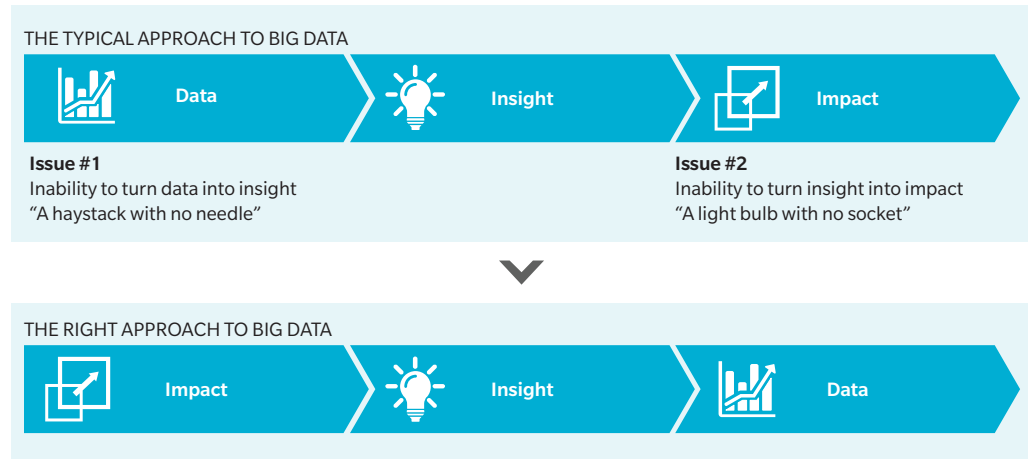 THE TYPICAL APPROACH TO BIG DATA
Data
Insight
Impact
Issue #1
Inability to turn data into insight
“A haystack with no needle”
Issue #2
Inability to turn insight into impact
“A light bulb with no socket”
THE RIGHT APPROACH TO BIG DATA
Impact
Insight
Data